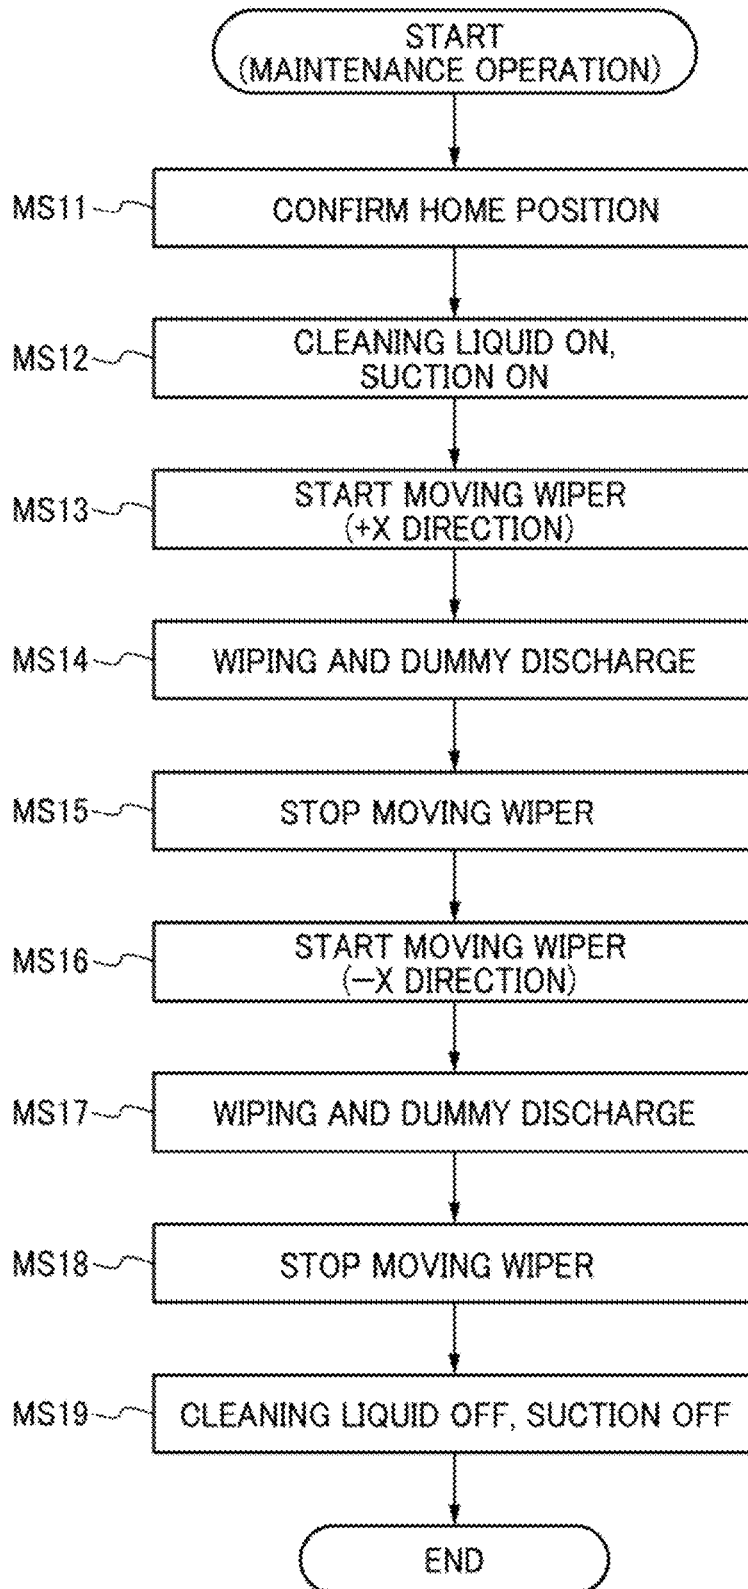 START
(MAINTENANCE OPERATION)
MS11
CONFIRM HOME POSITION
MS12
CLEANING LIQUID ON,
SUCTION ON
MS13
START MOVING WIPER
(+X DIRECTION)
MS14
WIPING AND DUMMY DISCHARGE
MS15
STOP MOVING WIPER
MS16
START MOVING WIPER
(−X DIRECTION)
MS17
WIPING AND DUMMY DISCHARGE
MS18
STOP MOVING WIPER
MS19
CLEANING LIQUID OFF, SUCTION OFF
END